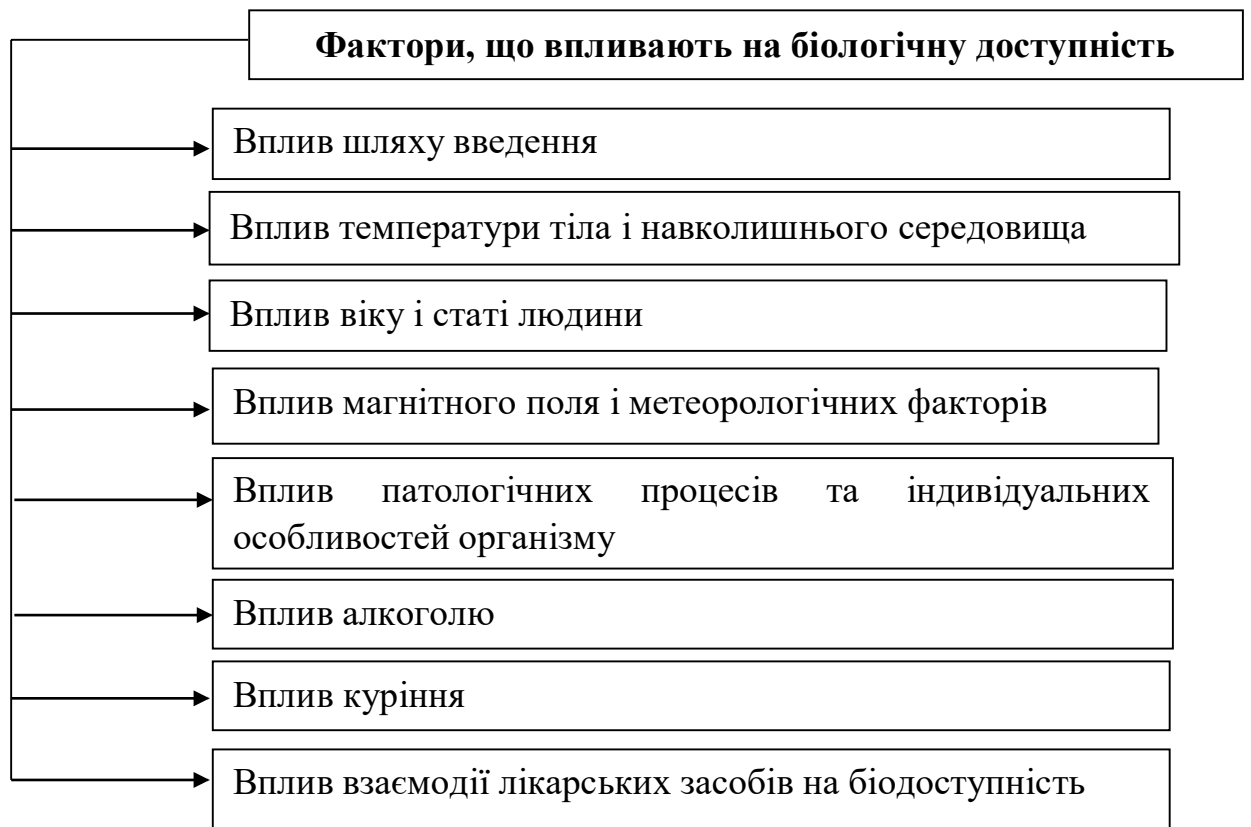 Фактори, що впливають на біологічну доступність
Вплив шляху введення
Вплив температури тіла і навколишнього середовища
Вплив віку і статі людини
Вплив магнітного поля і метеорологічних факторів
Вплив патологічних процесів та індивідуальних
особливостей організму
Вплив алкоголю
Вплив куріння
Вплив взаємодії лікарських засобів на біодоступність